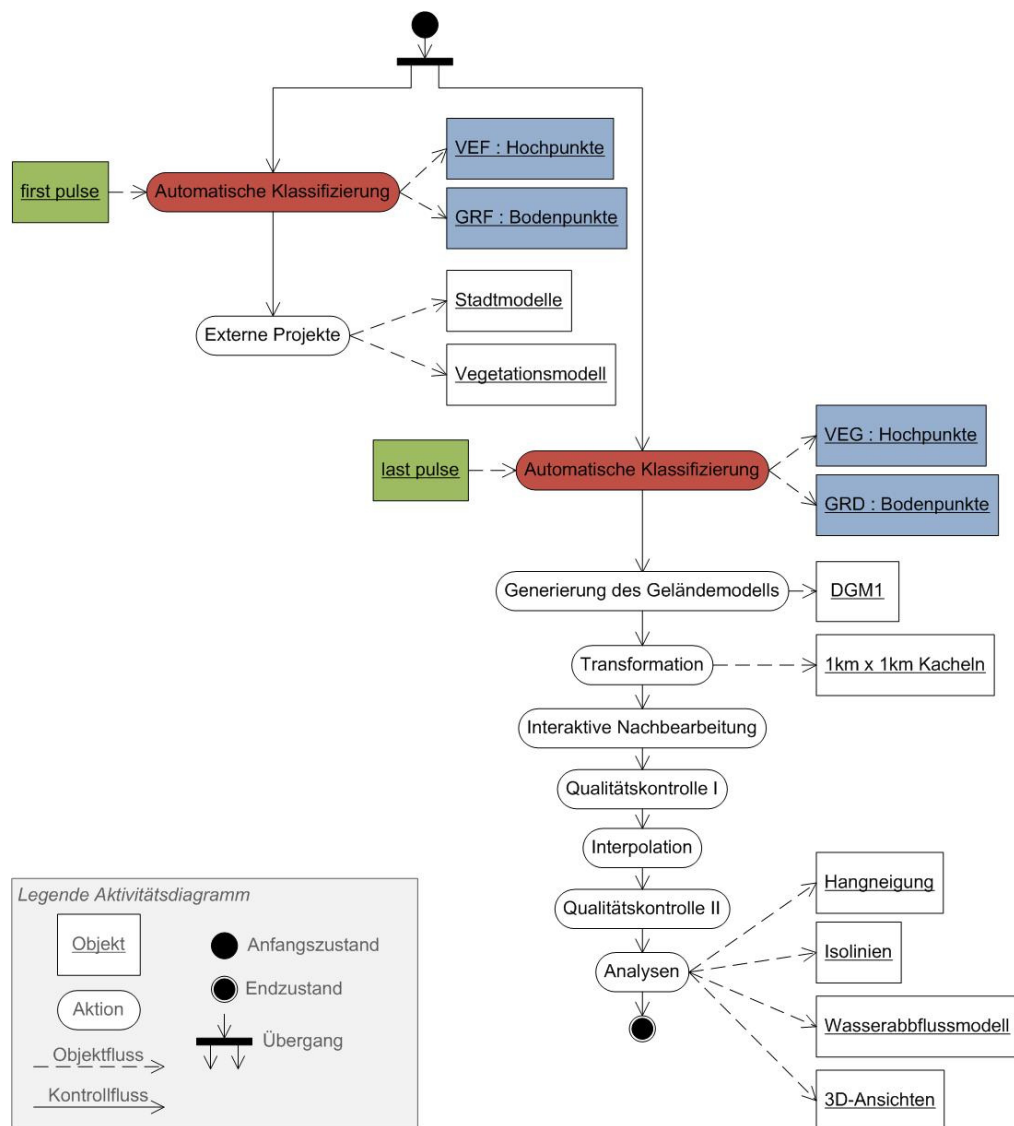 VEF : Hochpunkte
first pulse
Automatische Klassifizierung
GRF : Bodenpunkte
Stadtmodelle
Externe Projekte
Vegetationsmodell
VEG : Hochpunkte
last pulse
Automatische Klassifizierung
GRD : Bodenpunkte
Generierung des Geländemodells
DGM1
Transformation
1km x 1km Kacheln
Interaktive Nachbearbeitung
Qualitätskontrolle I
Interpolation
Qualitätskontrolle II
Analysen
Hangneigung
Isolinien
Wasserabbflussmodell
3D-Ansichten
Legende Aktivitätsdiagramm
Objekt
Aktion
Objektfluss
Kontrollfluss
Anfangszustand
Endzustand
Übergang